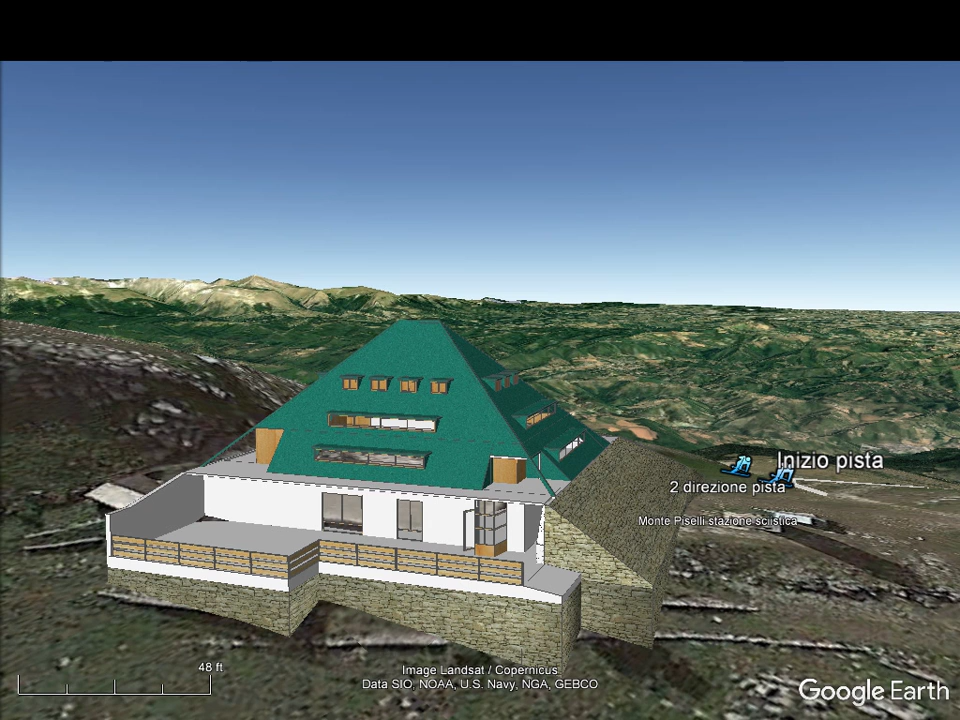 Inizio pista
2 direzione pista
Monte Piselli stazione sciistica
48 ft
Image Landsat / Copernicus
Data SIO, NOAA, U.S. Navy, NGA, GEBCO
Google Earth